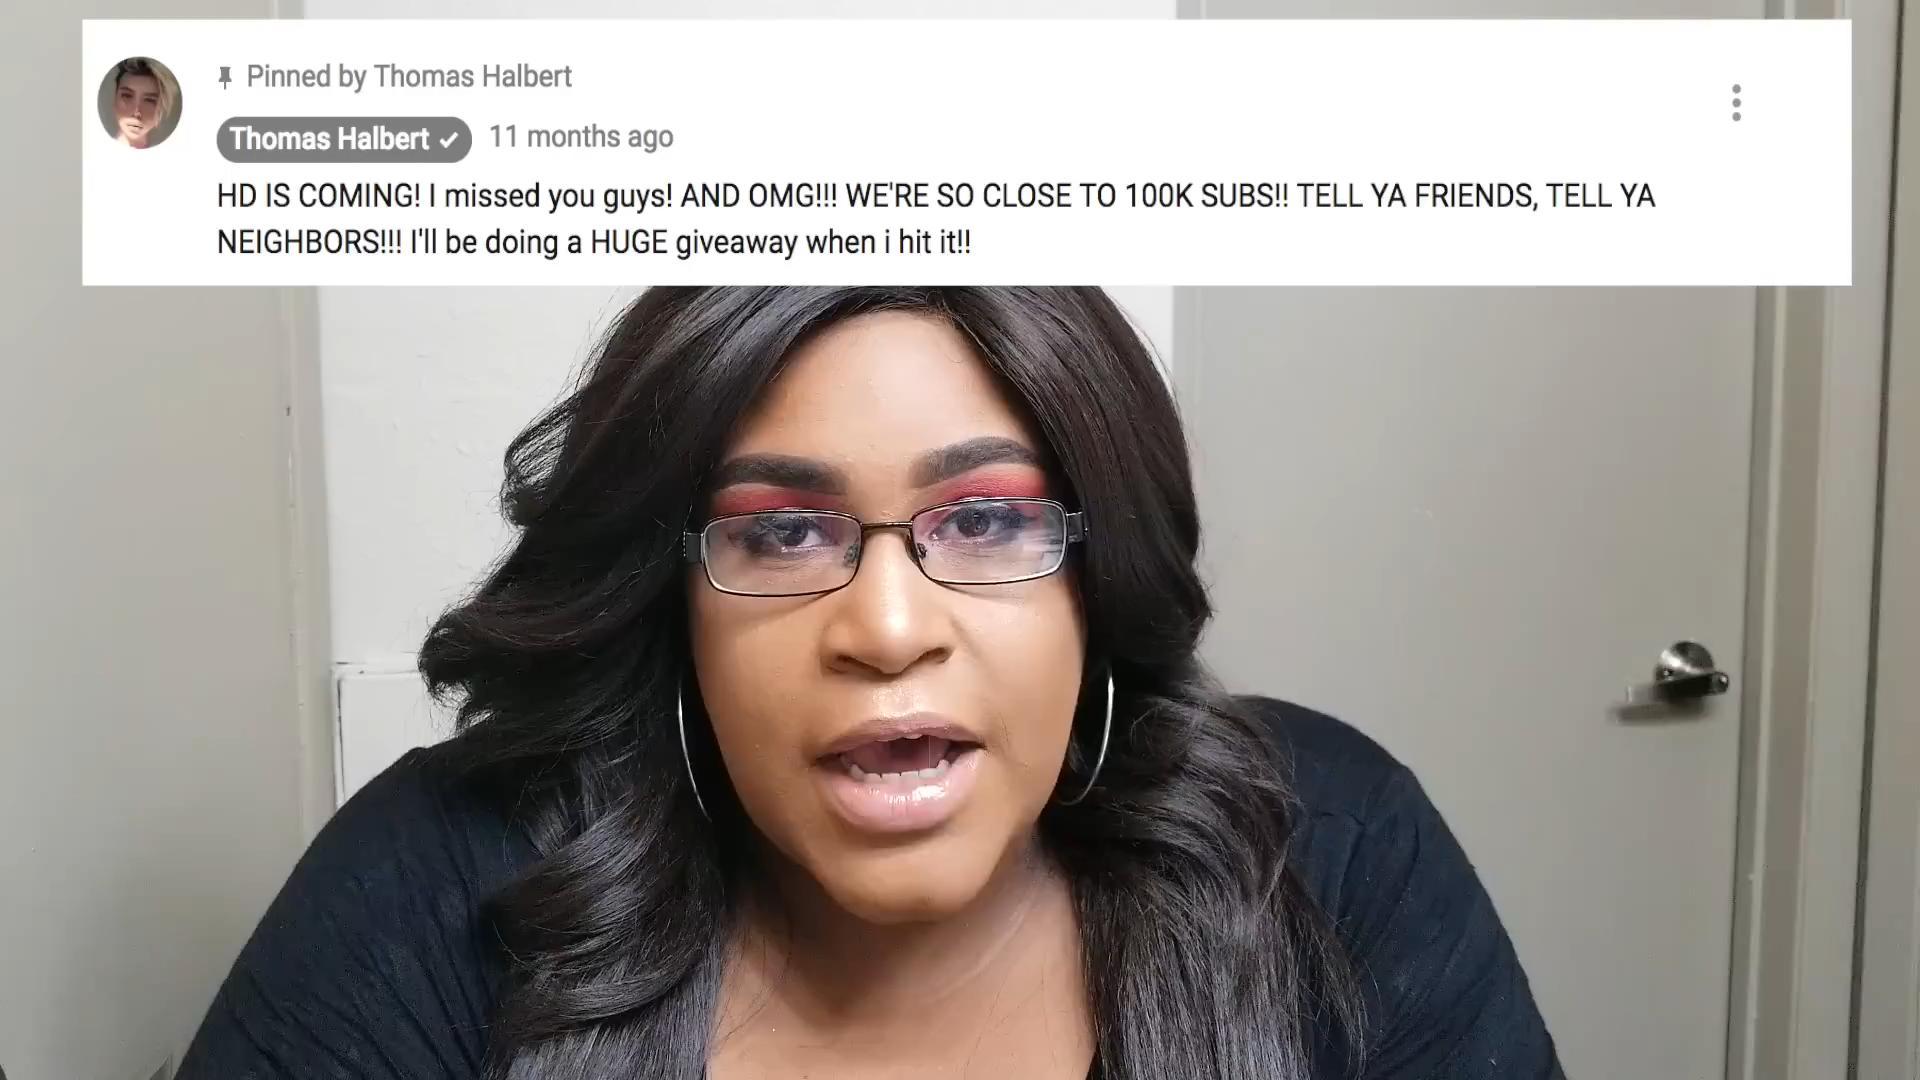 Pinned by Thomas Halbert
Thomas Halbert 11 months ago
HD IS COMING! I missed you guys! AND OMG!!! WE'RE SO CLOSE TO 100K SUBS!! TELL YA FRIENDS, TELL YA
NEIGHBORS!!! I'll be doing a HUGE giveaway when i hit it!!